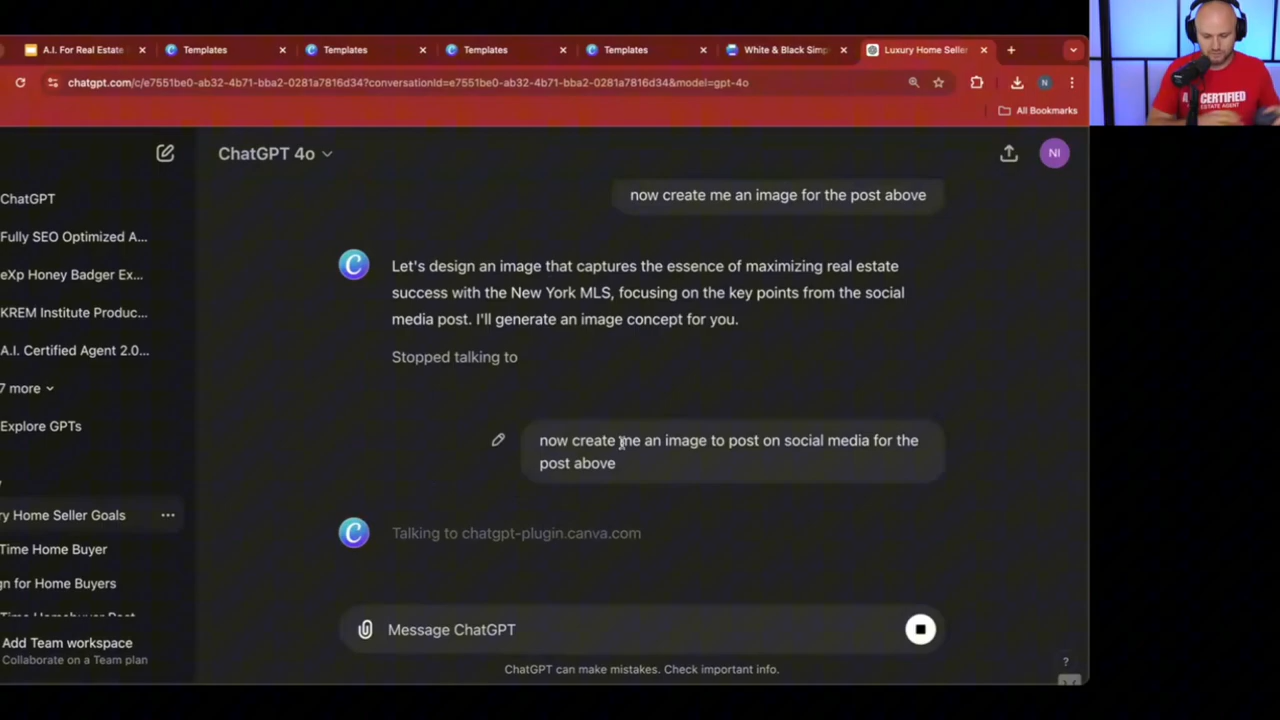 A.I. For Real Estate
Templates
Templates
Templates
Templates
White & Black Simp
Luxury Home Seller
chatgpt.com/c/e7551be0-ab32-4b71-bba2-0281a7816d34?conversationId=e7551be0-ab32-4b71-bba2-0281a7816d34&model=gpt-4o
N
All Bookmarks
CERTIFIED
ESTATE AGENT
ChatGPT 4o
NI
ChatGPT
Fully SEO Optimized A...
eXp Honey Badger Ex...
KREM Institute Produc...
A.I. Certified Agent 2.0...
7 more
Explore GPTs
ry Home Seller Goals
Time Home Buyer
gn for Home Buyers
Time Homebuyer Post
Add Team workspace
Collaborate on a Team plan
now create me an image for the post above
Let's design an image that captures the essence of maximizing real estate
success with the New York MLS, focusing on the key points from the social
media post. I'll generate an image concept for you.
Stopped talking to
now create me an image to post on social media for the
post above
Talking to chatgpt-plugin.canva.com
Message ChatGPT
ChatGPT can make mistakes. Check important info.
?